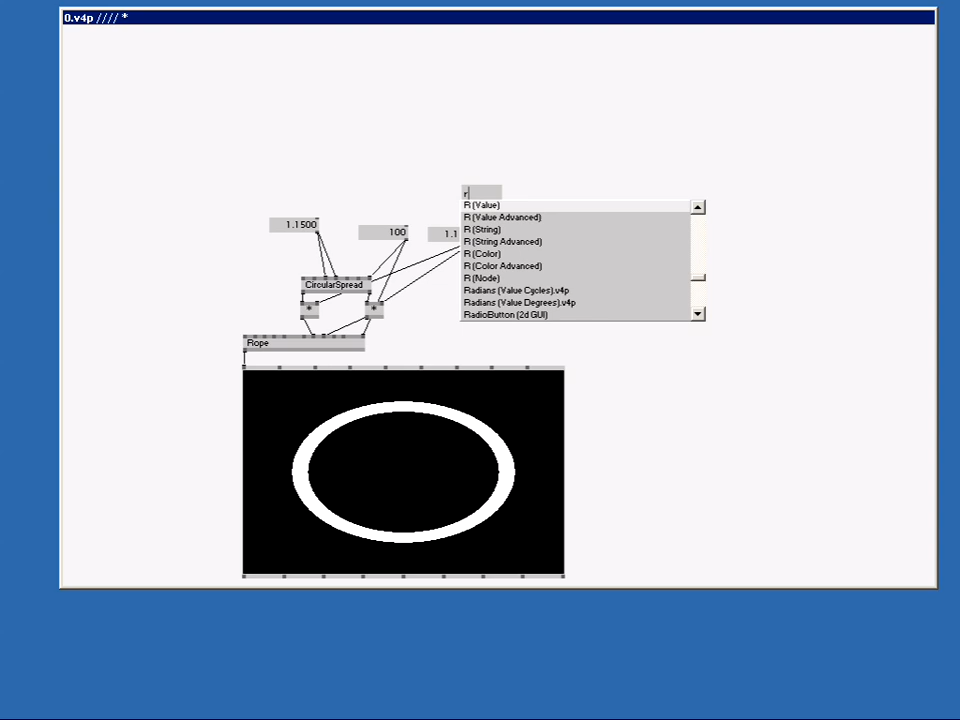 0.v4p //// *
r
R (Value)
R (Value Advanced)
R (String)
R (String Advanced)
R (Color)
R (Color Advanced)
R (Node)
Radians (Value Cycles).v4p
Radians (Value Degrees).v4p
RadioButton (2d GUI)
1.1500
100
1.1
CircularSpread
*
*
Rope